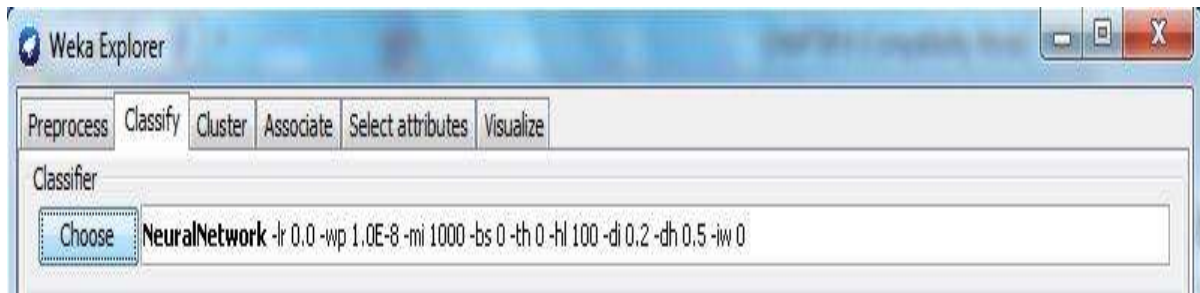 Weka Explorer
Preprocess Classify Cluster Associate Select attributes Visualize
Classifier
Choose NeuralNetwork -lr 0.0 -wp 1.0E-8 -mi 1000 -bs 0 -th 0 -hl 100 -di 0.2 -dh 0.5 -iw 0